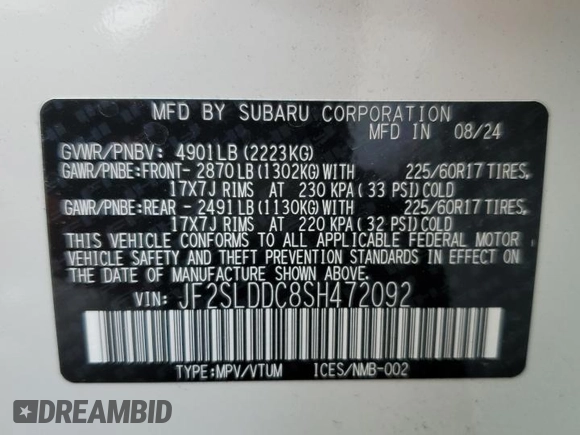 MFD BY SUBARU CORPORATION
MFD IN 08/24
GVWR/PNBV: 4901LB (2223KG)
GAWR/PNBE:FRONT- 2870LB (1302KG)WITH 225/60R17 TIRES,
17X7J RIMS AT 230 KPA (33 PSI)COLD
GAWR/PNBE:REAR - 2491LB (1130KG)WITH 225/60R17 TIRES,
17X7J RIMS AT 220 KPA (32 PSI)COLD
THIS VEHICLE CONFORMS TO ALL APPLICABLE FEDERAL MOTOR
VEHICLE SAFETY AND THEFT PREVENTION STANDARDS IN EFFECT
ON THE DATE OF MANUFACTURE SHOWN ABOVE.
VIN: JF2SLDDC8SH472092
TYPE:MPV/VTUM ICES/NMB-002
DREAMBID